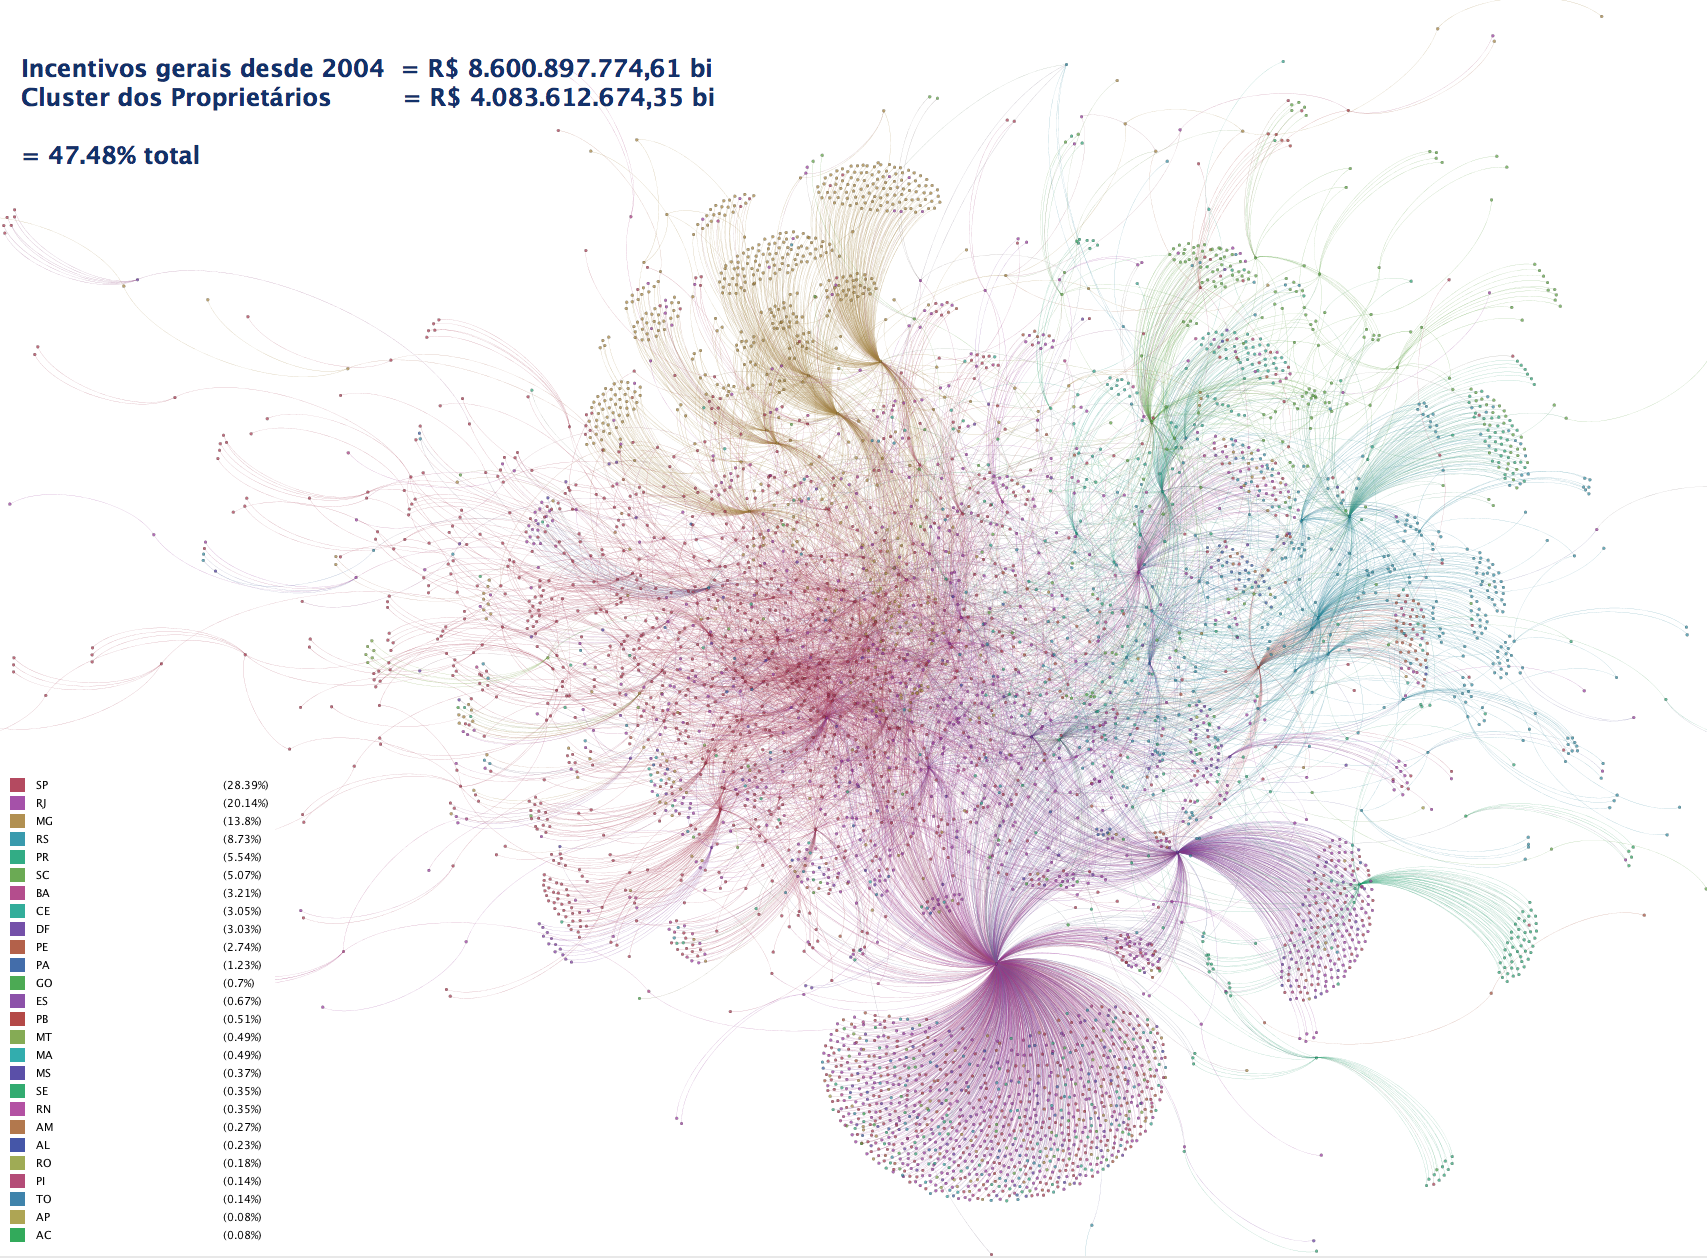 Incentivos gerais desde 2004 = R$ 8.600.897.774,61 bi
Cluster dos Proprietários = R$ 4.083.612.674,35 bi
= 47.48% total
SP (28.39%)
RJ (20.14%)
MG (13.8%)
RS (8.73%)
PR (5.54%)
SC (5.07%)
BA (3.21%)
CE (3.05%)
DF (3.03%)
PE (2.74%)
PA (1.23%)
GO (0.7%)
ES (0.67%)
PB (0.51%)
MT (0.49%)
MA (0.49%)
MS (0.37%)
SE (0.35%)
RN (0.35%)
AM (0.27%)
AL (0.23%)
RO (0.18%)
PI (0.14%)
TO (0.14%)
AP (0.08%)
AC (0.08%)